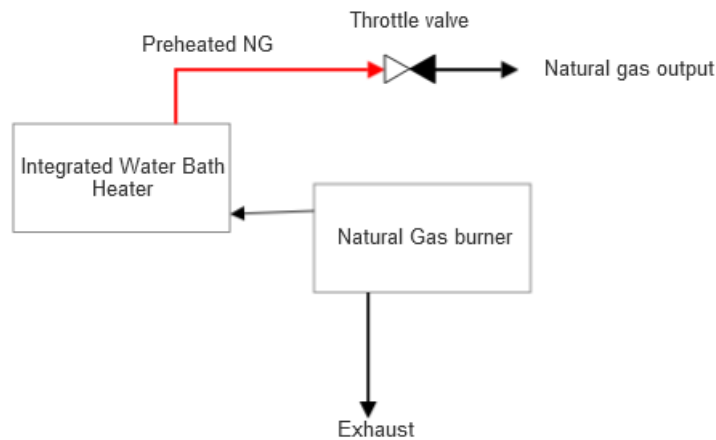 Throttle valve
Preheated NG
Natural gas output
Integrated Water Bath
Heater
Natural Gas burner
Exhaust